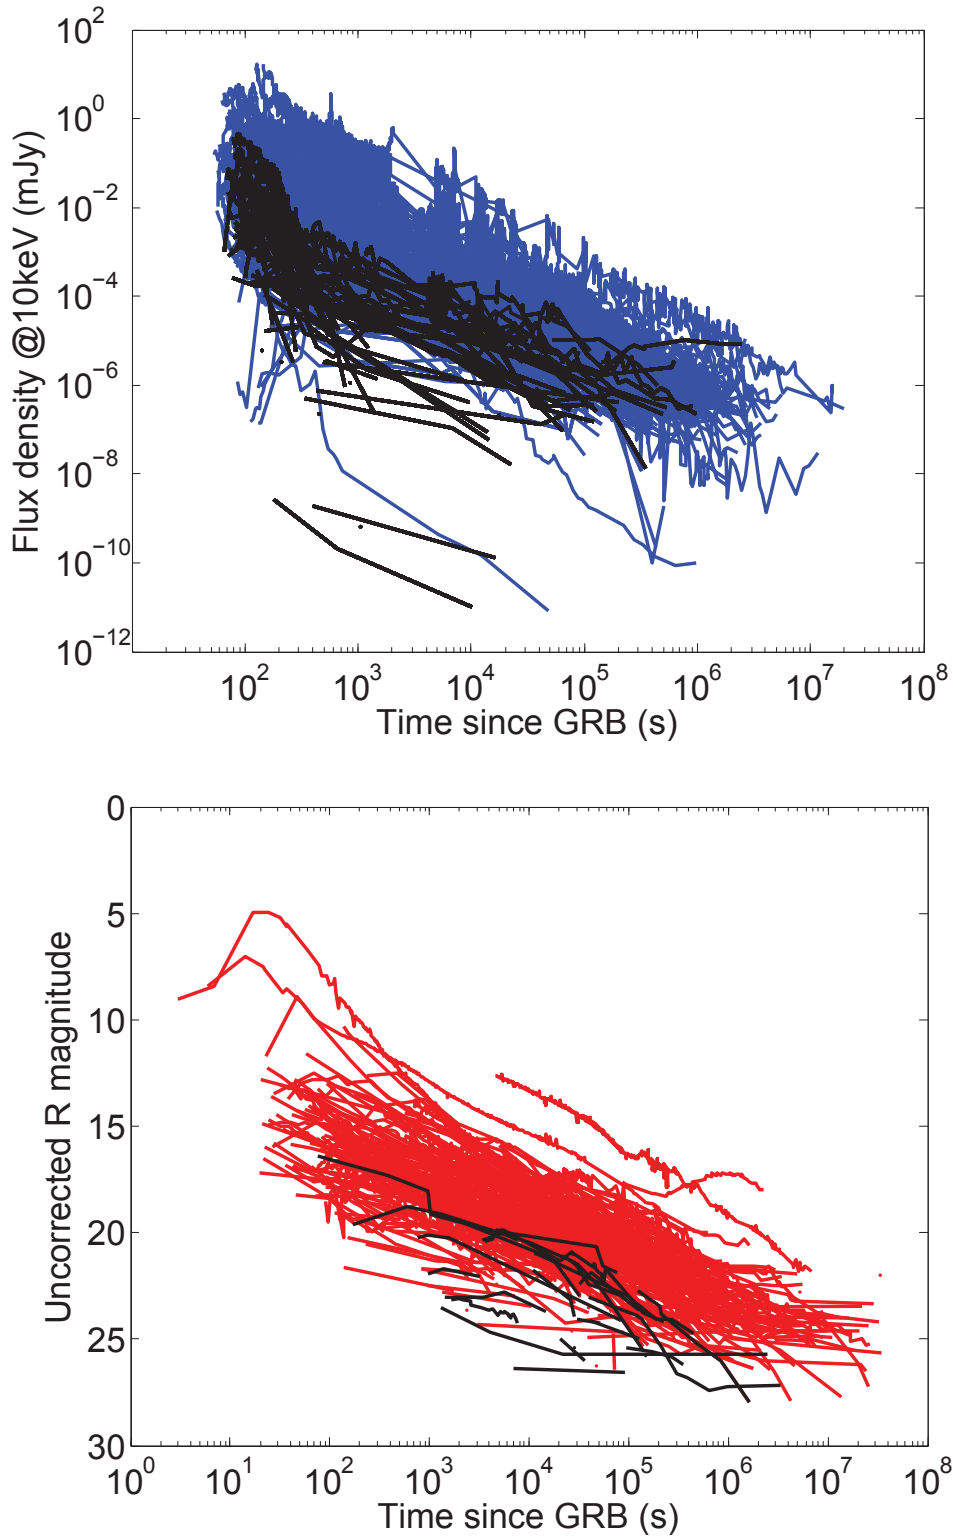 10^2
10^0
10^−2
10^−4
10^−6
10^−8
10^−10
10^−12
Flux density @10keV (mJy)
10^2 10^3 10^4 10^5 10^6 10^7 10^8
Time since GRB (s)
0
5
10
15
20
25
30
Uncorrected R magnitude
10^0 10^1 10^2 10^3 10^4 10^5 10^6 10^7 10^8
Time since GRB (s)